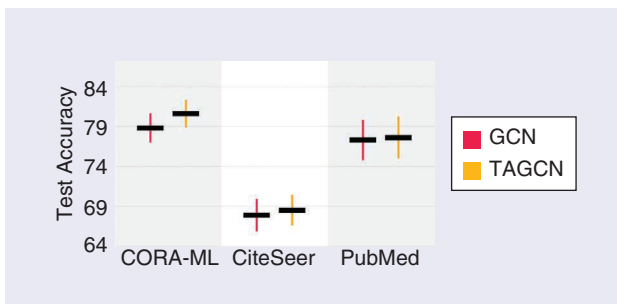 Test Accuracy
84
79
74
69
64
CORA-ML CiteSeer PubMed
GCN
TAGCN